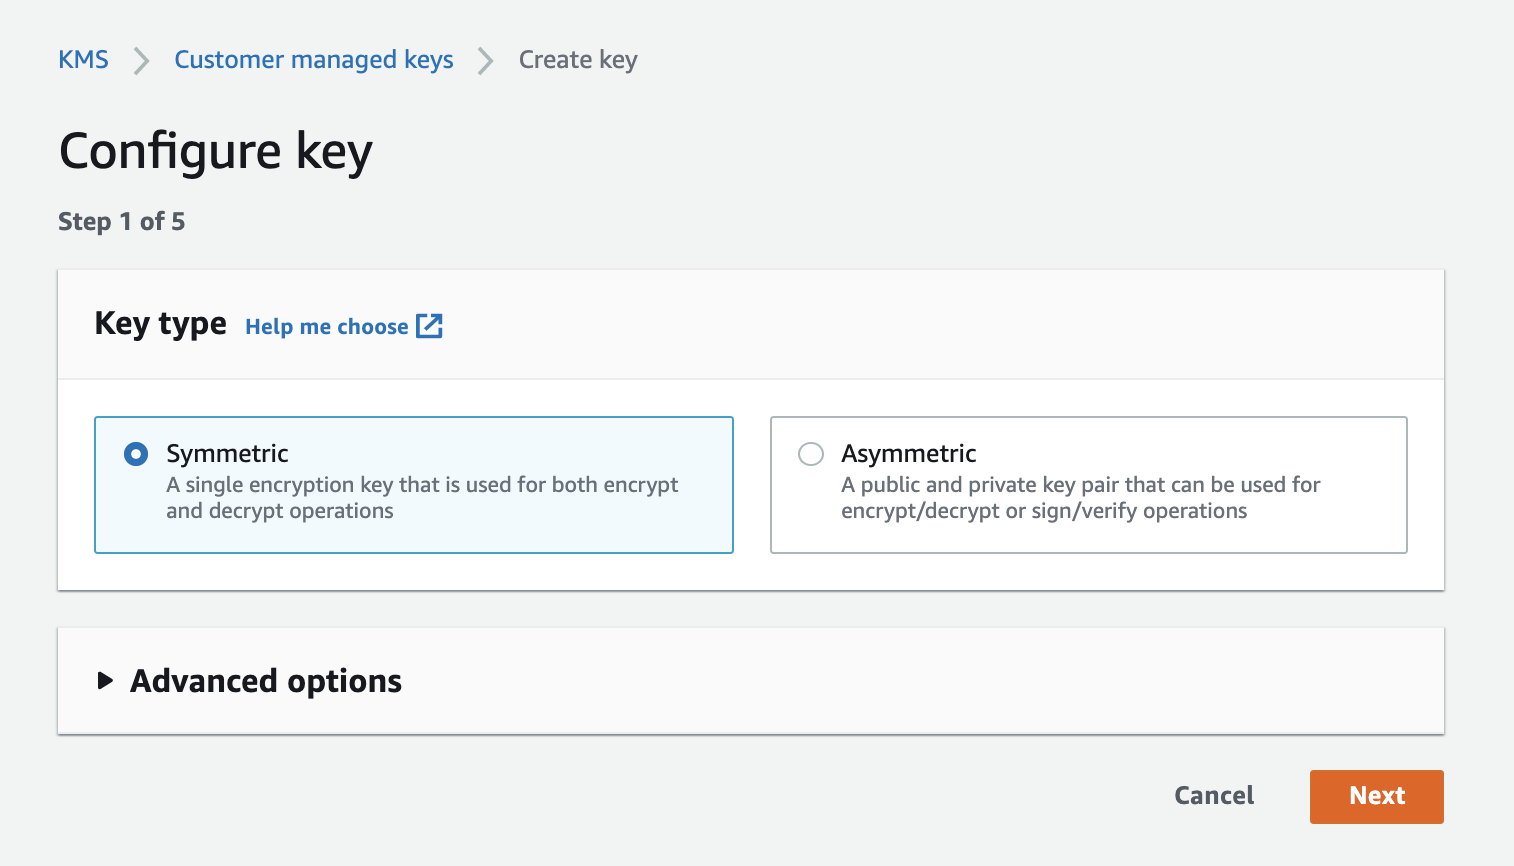 KMS Customer managed keys Create key
Configure key
Step 1 of 5
Key type Help me choose
Symmetric
A single encryption key that is used for both encrypt
and decrypt operations
Asymmetric
A public and private key pair that can be used for
encrypt/decrypt or sign/verify operations
Advanced options
Cancel Next